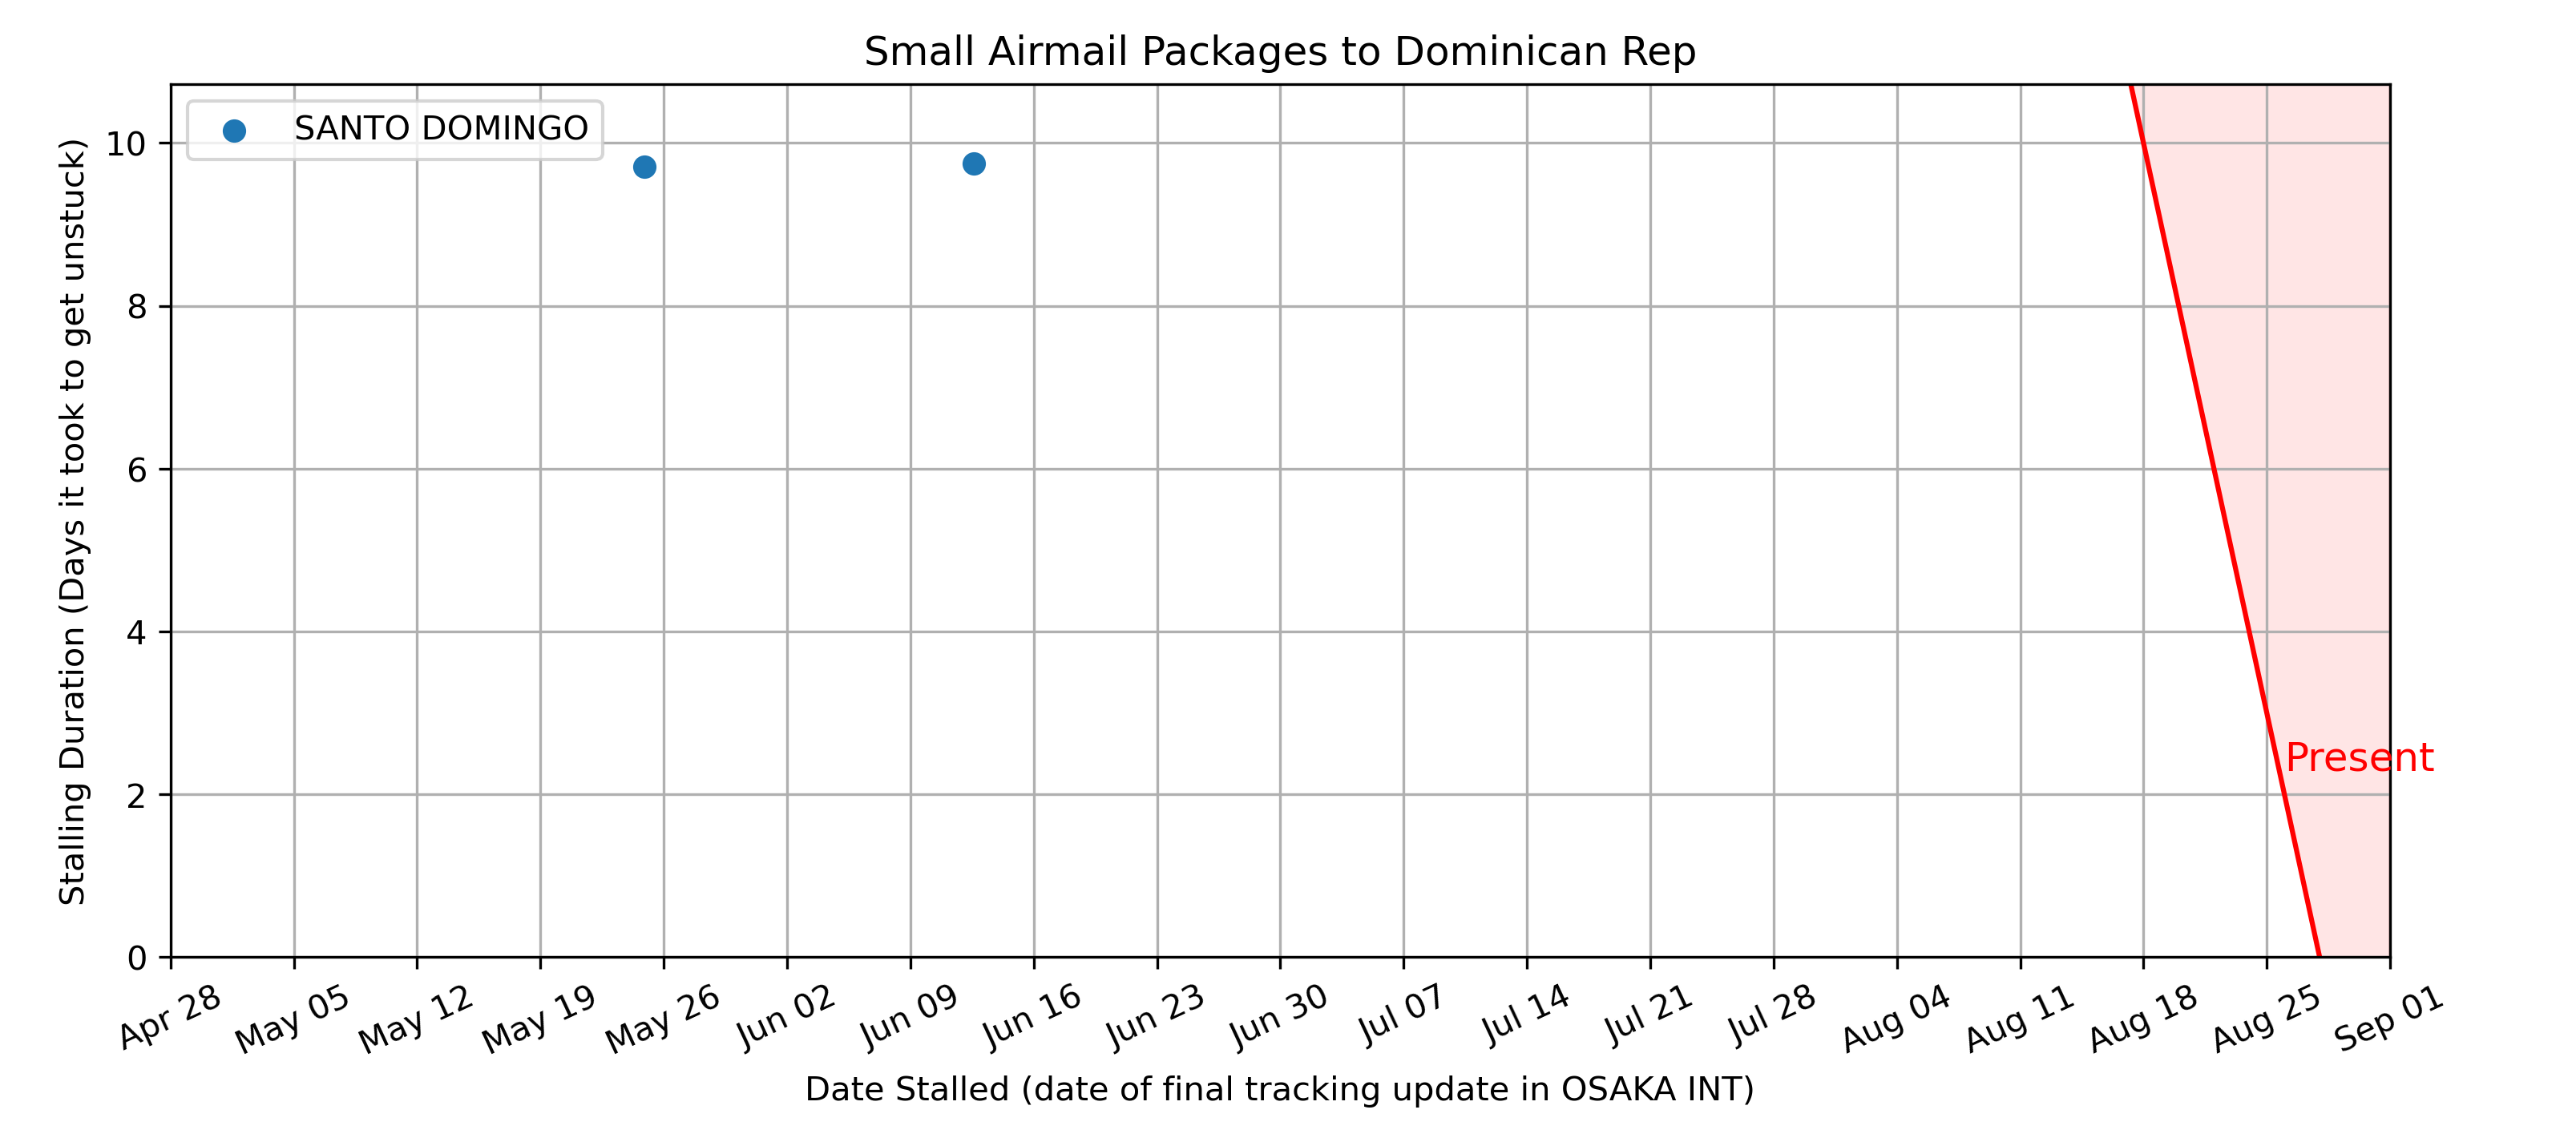 Small Airmail Packages to Dominican Rep
SANTO DOMINGO
Stalling Duration (Days it took to get unstuck)
10
8
6
4
2
0
Present
Apr 28
May 05
May 12
May 19
May 26
Jun 02
Jun 09
Jun 16
Jun 23
Jun 30
Jul 07
Jul 14
Jul 21
Jul 28
Aug 04
Aug 11
Aug 18
Aug 25
Sep 01
Date Stalled (date of final tracking update in OSAKA INT)